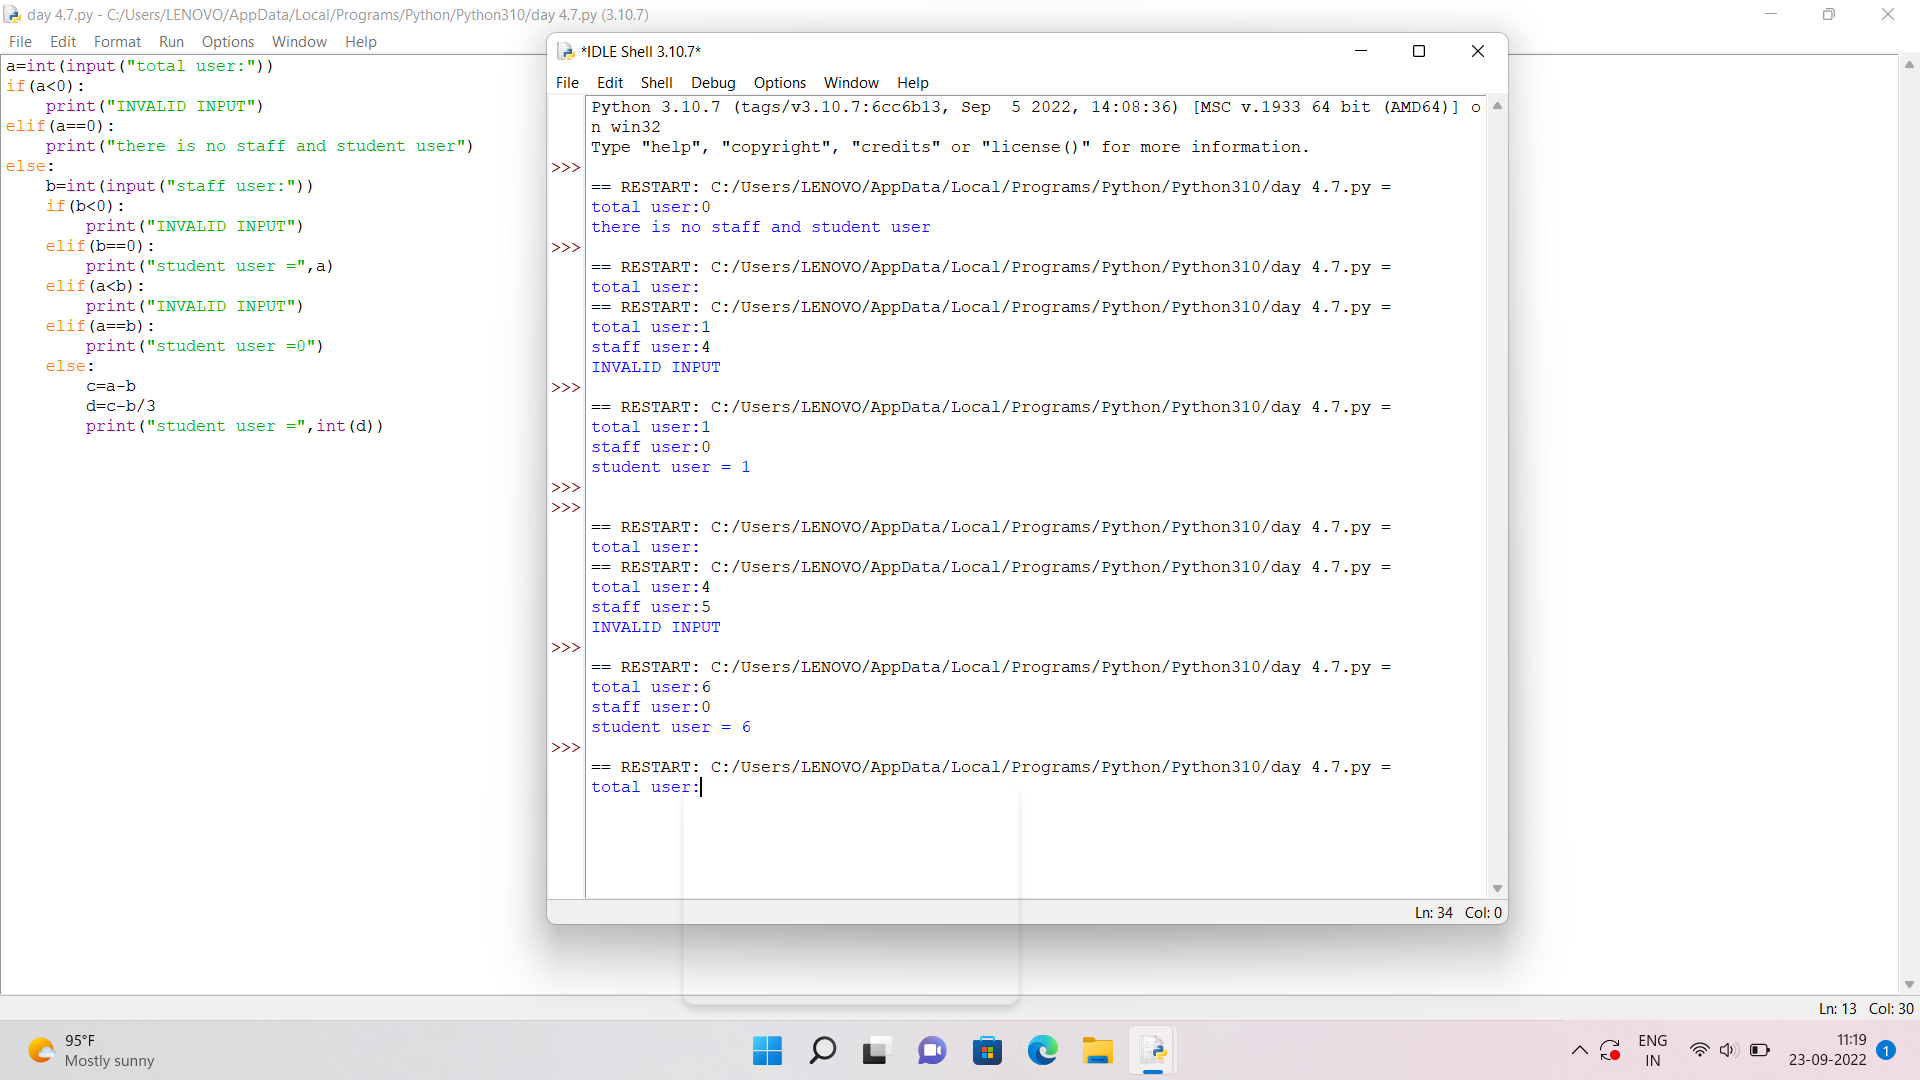 day 4.7.py - C:/Users/LENOVO/AppData/Local/Programs/Python/Python310/day 4.7.py (3.10.7)
File Edit Format Run Options Window Help
a=int(input("total user:"))
if(a<0):
    print("INVALID INPUT")
elif(a==0):
    print("there is no staff and student user")
else:
    b=int(input("staff user:"))
    if(b<0):
        print("INVALID INPUT")
    elif(b==0):
        print("student user =",a)
    elif(a<b):
        print("INVALID INPUT")
    elif(a==b):
        print("student user =0")
    else:
        c=a-b
        d=c-b/3
        print("student user =",int(d))
*IDLE Shell 3.10.7*
File Edit Shell Debug Options Window Help
Python 3.10.7 (tags/v3.10.7:6cc6b13, Sep  5 2022, 14:08:36) [MSC v.1933 64 bit (AMD64)] o
n win32
Type "help", "copyright", "credits" or "license()" for more information.
>>>
== RESTART: C:/Users/LENOVO/AppData/Local/Programs/Python/Python310/day 4.7.py =
total user:0
there is no staff and student user
>>>
== RESTART: C:/Users/LENOVO/AppData/Local/Programs/Python/Python310/day 4.7.py =
total user:
== RESTART: C:/Users/LENOVO/AppData/Local/Programs/Python/Python310/day 4.7.py =
total user:1
staff user:4
INVALID INPUT
>>>
== RESTART: C:/Users/LENOVO/AppData/Local/Programs/Python/Python310/day 4.7.py =
total user:1
staff user:0
student user = 1
>>>
>>>
== RESTART: C:/Users/LENOVO/AppData/Local/Programs/Python/Python310/day 4.7.py =
total user:
== RESTART: C:/Users/LENOVO/AppData/Local/Programs/Python/Python310/day 4.7.py =
total user:4
staff user:5
INVALID INPUT
>>>
== RESTART: C:/Users/LENOVO/AppData/Local/Programs/Python/Python310/day 4.7.py =
total user:6
staff user:0
student user = 6
>>>
== RESTART: C:/Users/LENOVO/AppData/Local/Programs/Python/Python310/day 4.7.py =
total user:
Ln: 34 Col: 0
Ln: 13 Col: 30
95°F
Mostly sunny
ENG
IN
11:19
23-09-2022
1